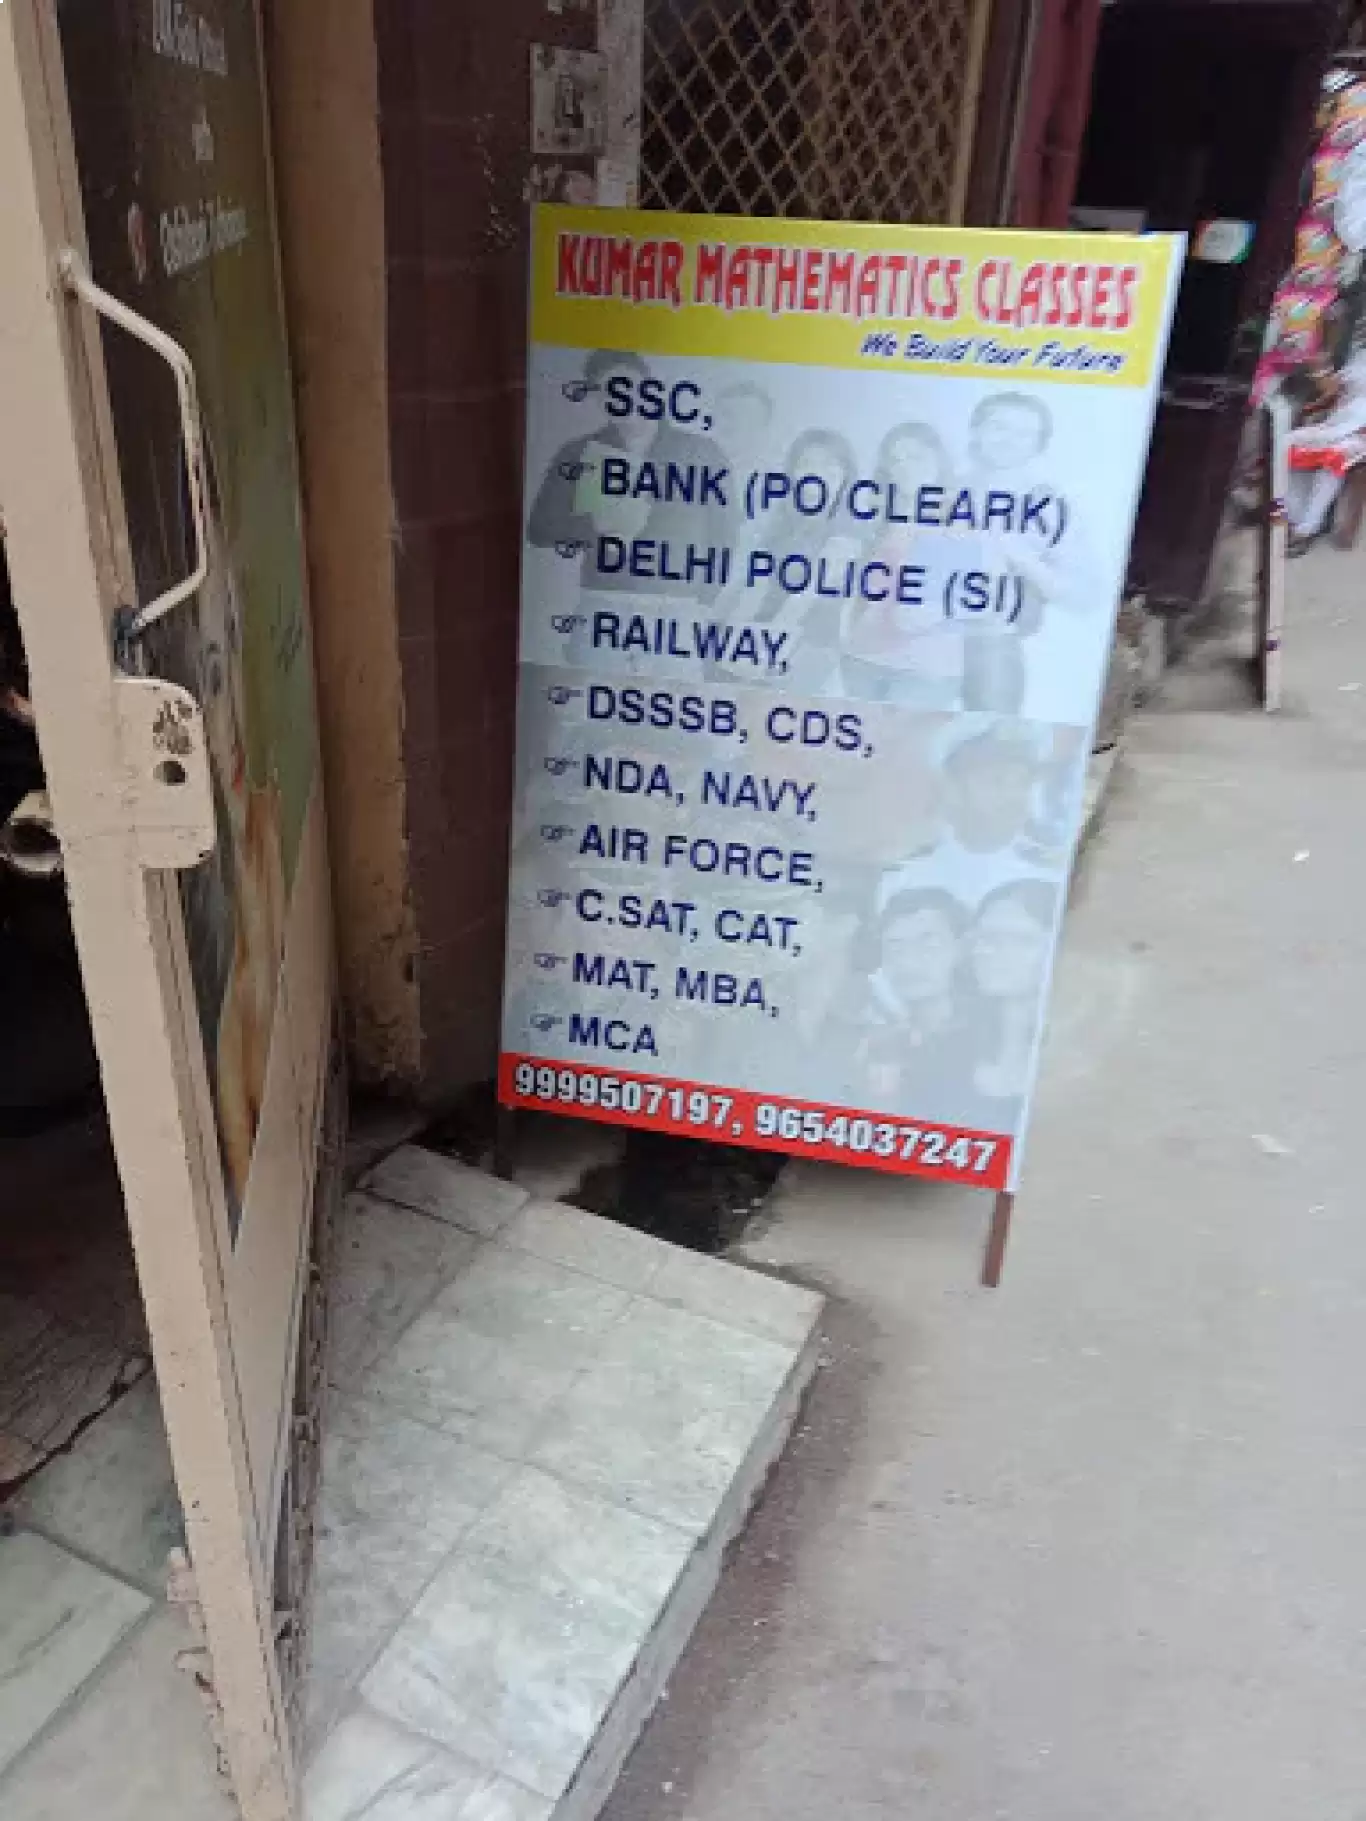 KUMAR MATHEMATICS CLASSES
We Build Your Future
SSC,
BANK (PO/CLEARK)
DELHI POLICE (SI)
RAILWAY,
DSSSB, CDS,
NDA, NAVY,
AIR FORCE,
C.SAT, CAT,
MAT, MBA,
MCA
9999507197, 9654037247